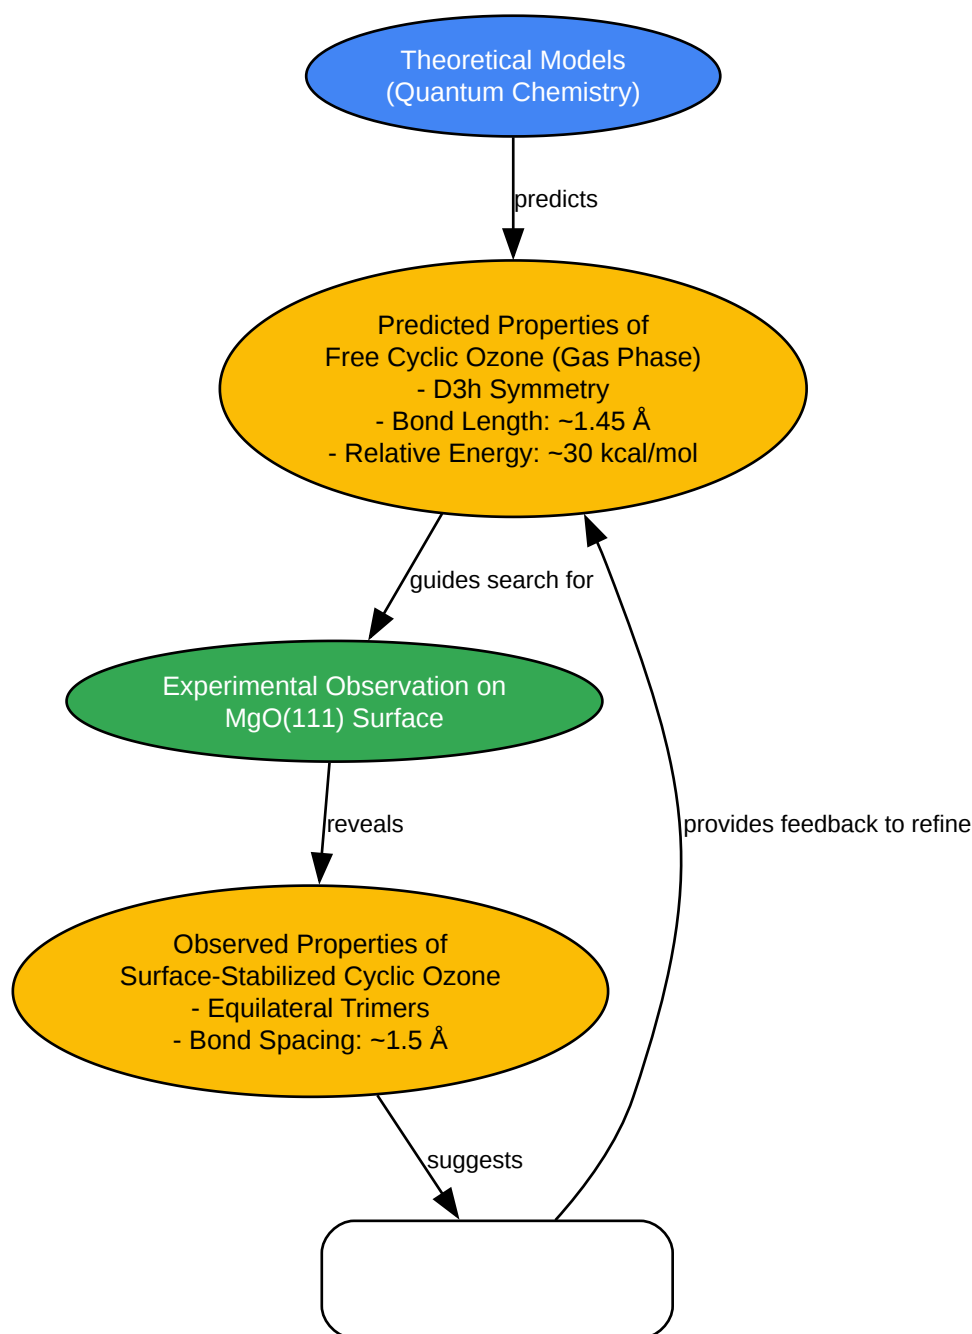 Theoretical Models
(Quantum Chemistry)
predicts
Predicted Properties of
Free Cyclic Ozone (Gas Phase)
- D3h Symmetry
- Bond Length: ~1.45 Å
- Relative Energy: ~30 kcal/mol
guides search for
Experimental Observation on
MgO(111) Surface
reveals
provides feedback to refine
Observed Properties of
Surface-Stabilized Cyclic Ozone
- Equilateral Trimers
- Bond Spacing: ~1.5 Å
suggests